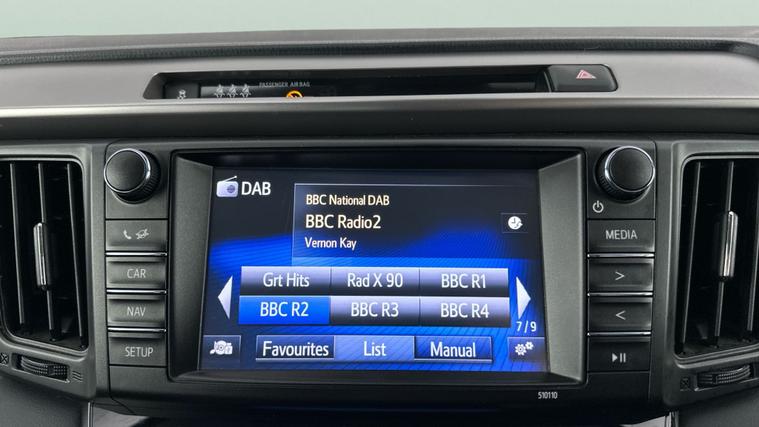 PASSENGER AIR BAG
DAB
BBC National DAB
BBC Radio2
Vernon Kay
MEDIA
CAR
Grt Hits
Rad X 90
BBC R1
>
NAV
BBC R2
BBC R3
BBC R4
<
7/9
SETUP
Favourites
List
Manual
510110